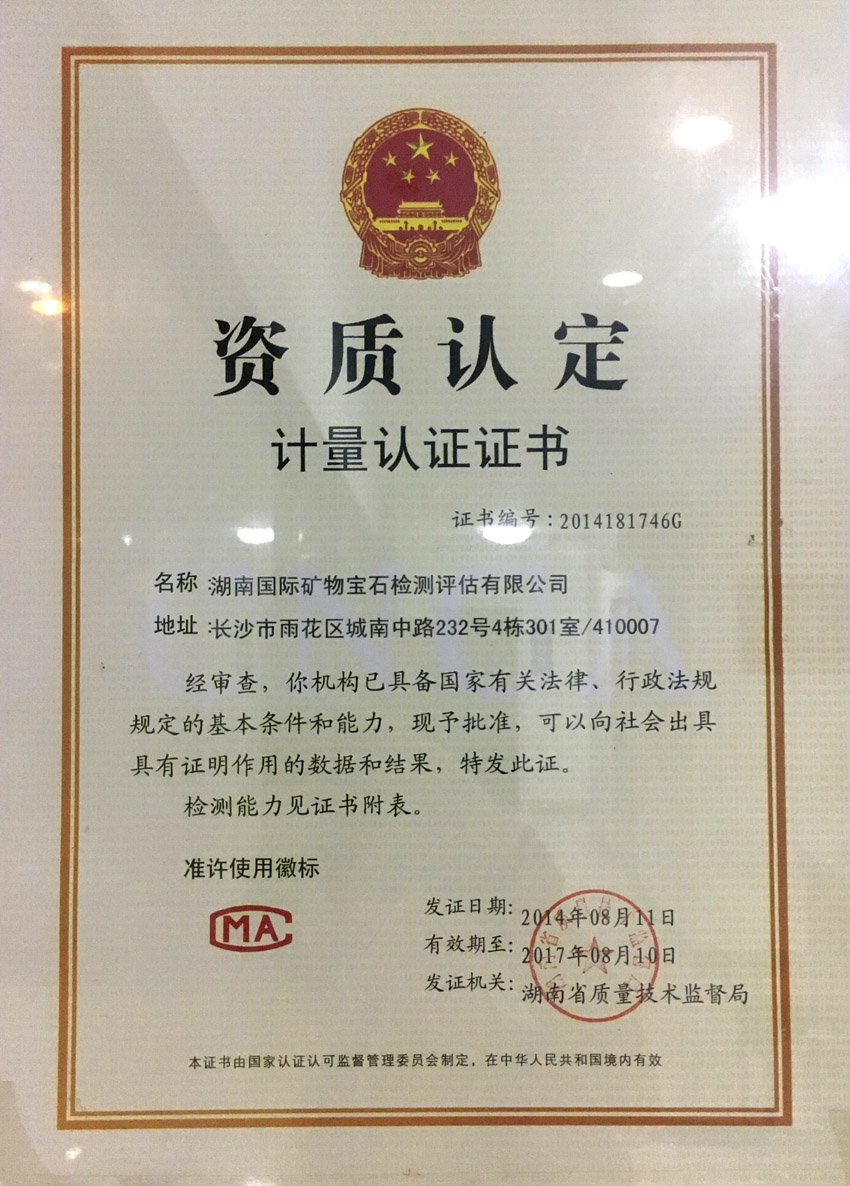 资质认定
计量认证证书
证书编号：2014181746G
名称：湖南国际矿物宝石检测评估有限公司
地址：长沙市雨花区城南中路232号4栋301室/410007
经审查，你机构已具备国家有关法律、行政法规
规定的基本条件和能力，现予批准，可以向社会出具
具有证明作用的数据和结果，特发此证。
检测能力见证书附表。
准许使用徽标
MA
发证日期：2014年08月11日
有效期至：2017年08月10日
发证机关：湖南省质量技术监督局
本证书由国家认证认可监督管理委员会制定，在中华人民共和国境内有效